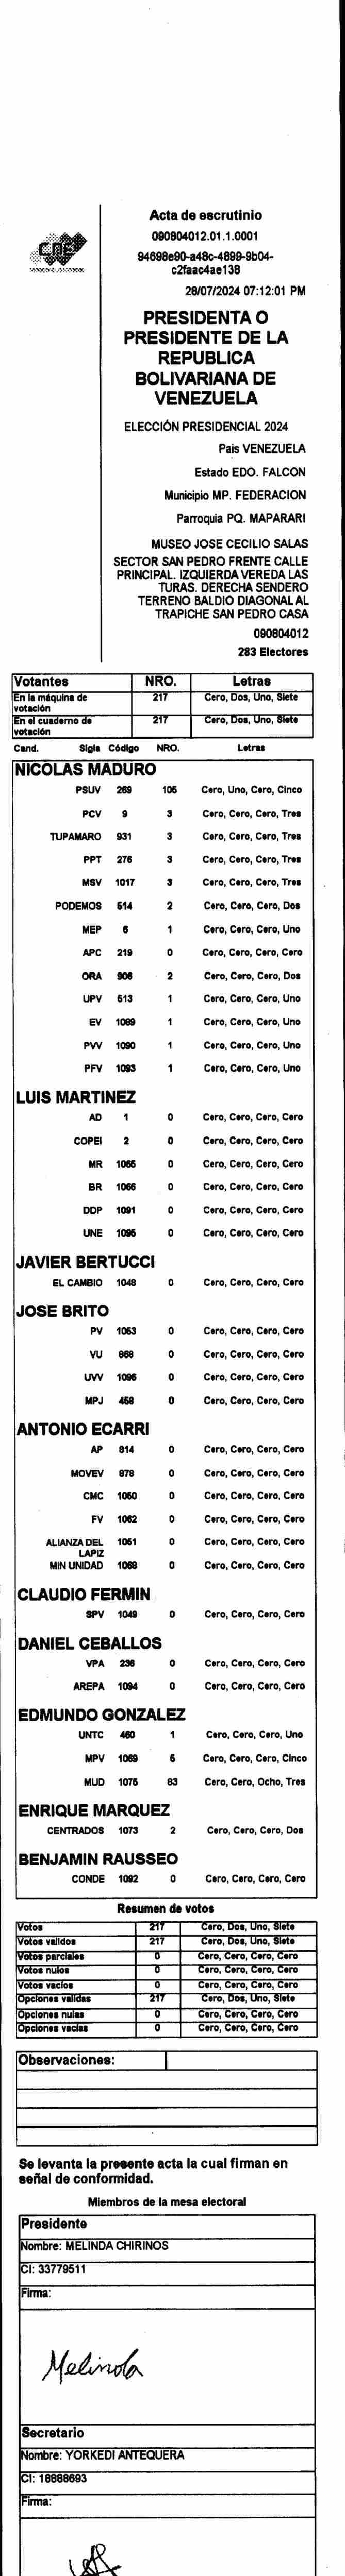 CNE
Acta de escrutinio
090804012.01.1.0001
94698e90-a48c-4899-9b04-
c2faac4ae138
28/07/2024 07:12:01 PM
PRESIDENTA O
PRESIDENTE DE LA
REPUBLICA
BOLIVARIANA DE
VENEZUELA
ELECCIÓN PRESIDENCIAL 2024
Pais VENEZUELA
Estado EDO. FALCON
Municipio MP. FEDERACION
Parroquia PQ. MAPARARI
MUSEO JOSE CECILIO SALAS
SECTOR SAN PEDRO FRENTE CALLE
PRINCIPAL. IZQUIERDA VEREDA LAS
TURAS. DERECHA SENDERO
TERRENO BALDIO DIAGONAL AL
TRAPICHE SAN PEDRO CASA
090804012
283 Electores
Votantes NRO. Letras
En la máquina de votación 217 Cero, Dos, Uno, Siete
En el cuaderno de votación 217 Cero, Dos, Uno, Siete
Cand. Sigla Código NRO. Letras
NICOLAS MADURO
PSUV 269 105 Cero, Uno, Cero, Cinco
PCV 9 3 Cero, Cero, Cero, Tres
TUPAMARO 931 3 Cero, Cero, Cero, Tres
PPT 276 3 Cero, Cero, Cero, Tres
MSV 1017 3 Cero, Cero, Cero, Tres
PODEMOS 514 2 Cero, Cero, Cero, Dos
MEP 6 1 Cero, Cero, Cero, Uno
APC 219 0 Cero, Cero, Cero, Cero
ORA 906 2 Cero, Cero, Cero, Dos
UPV 513 1 Cero, Cero, Cero, Uno
EV 1089 1 Cero, Cero, Cero, Uno
PVV 1090 1 Cero, Cero, Cero, Uno
PFV 1093 1 Cero, Cero, Cero, Uno
LUIS MARTINEZ
AD 1 0 Cero, Cero, Cero, Cero
COPEI 2 0 Cero, Cero, Cero, Cero
MR 1065 0 Cero, Cero, Cero, Cero
BR 1066 0 Cero, Cero, Cero, Cero
DDP 1091 0 Cero, Cero, Cero, Cero
UNE 1095 0 Cero, Cero, Cero, Cero
JAVIER BERTUCCI
EL CAMBIO 1048 0 Cero, Cero, Cero, Cero
JOSE BRITO
PV 1053 0 Cero, Cero, Cero, Cero
VU 868 0 Cero, Cero, Cero, Cero
UVV 1096 0 Cero, Cero, Cero, Cero
MPJ 458 0 Cero, Cero, Cero, Cero
ANTONIO ECARRI
AP 814 0 Cero, Cero, Cero, Cero
MOVEV 878 0 Cero, Cero, Cero, Cero
CMC 1050 0 Cero, Cero, Cero, Cero
FV 1062 0 Cero, Cero, Cero, Cero
ALIANZA DEL LAPIZ 1051 0 Cero, Cero, Cero, Cero
MIN UNIDAD 1068 0 Cero, Cero, Cero, Cero
CLAUDIO FERMIN
SPV 1049 0 Cero, Cero, Cero, Cero
DANIEL CEBALLOS
VPA 236 0 Cero, Cero, Cero, Cero
AREPA 1094 0 Cero, Cero, Cero, Cero
EDMUNDO GONZALEZ
UNTC 460 1 Cero, Cero, Cero, Uno
MPV 1069 5 Cero, Cero, Cero, Cinco
MUD 1075 83 Cero, Cero, Ocho, Tres
ENRIQUE MARQUEZ
CENTRADOS 1073 2 Cero, Cero, Cero, Dos
BENJAMIN RAUSSEO
CONDE 1092 0 Cero, Cero, Cero, Cero
Resumen de votos
Votos 217 Cero, Dos, Uno, Siete
Votos validos 217 Cero, Dos, Uno, Siete
Votos parciales 0 Cero, Cero, Cero, Cero
Votos nulos 0 Cero, Cero, Cero, Cero
Votos vacios 0 Cero, Cero, Cero, Cero
Opciones validas 217 Cero, Dos, Uno, Siete
Opciones nulas 0 Cero, Cero, Cero, Cero
Opciones vacias 0 Cero, Cero, Cero, Cero
Observaciones:
Se levanta la presente acta la cual firman en
señal de conformidad.
Miembros de la mesa electoral
Presidente
Nombre: MELINDA CHIRINOS
CI: 33779511
Firma:
Melinda
Secretario
Nombre: YORKEDI ANTEQUERA
CI: 18888693
Firma: